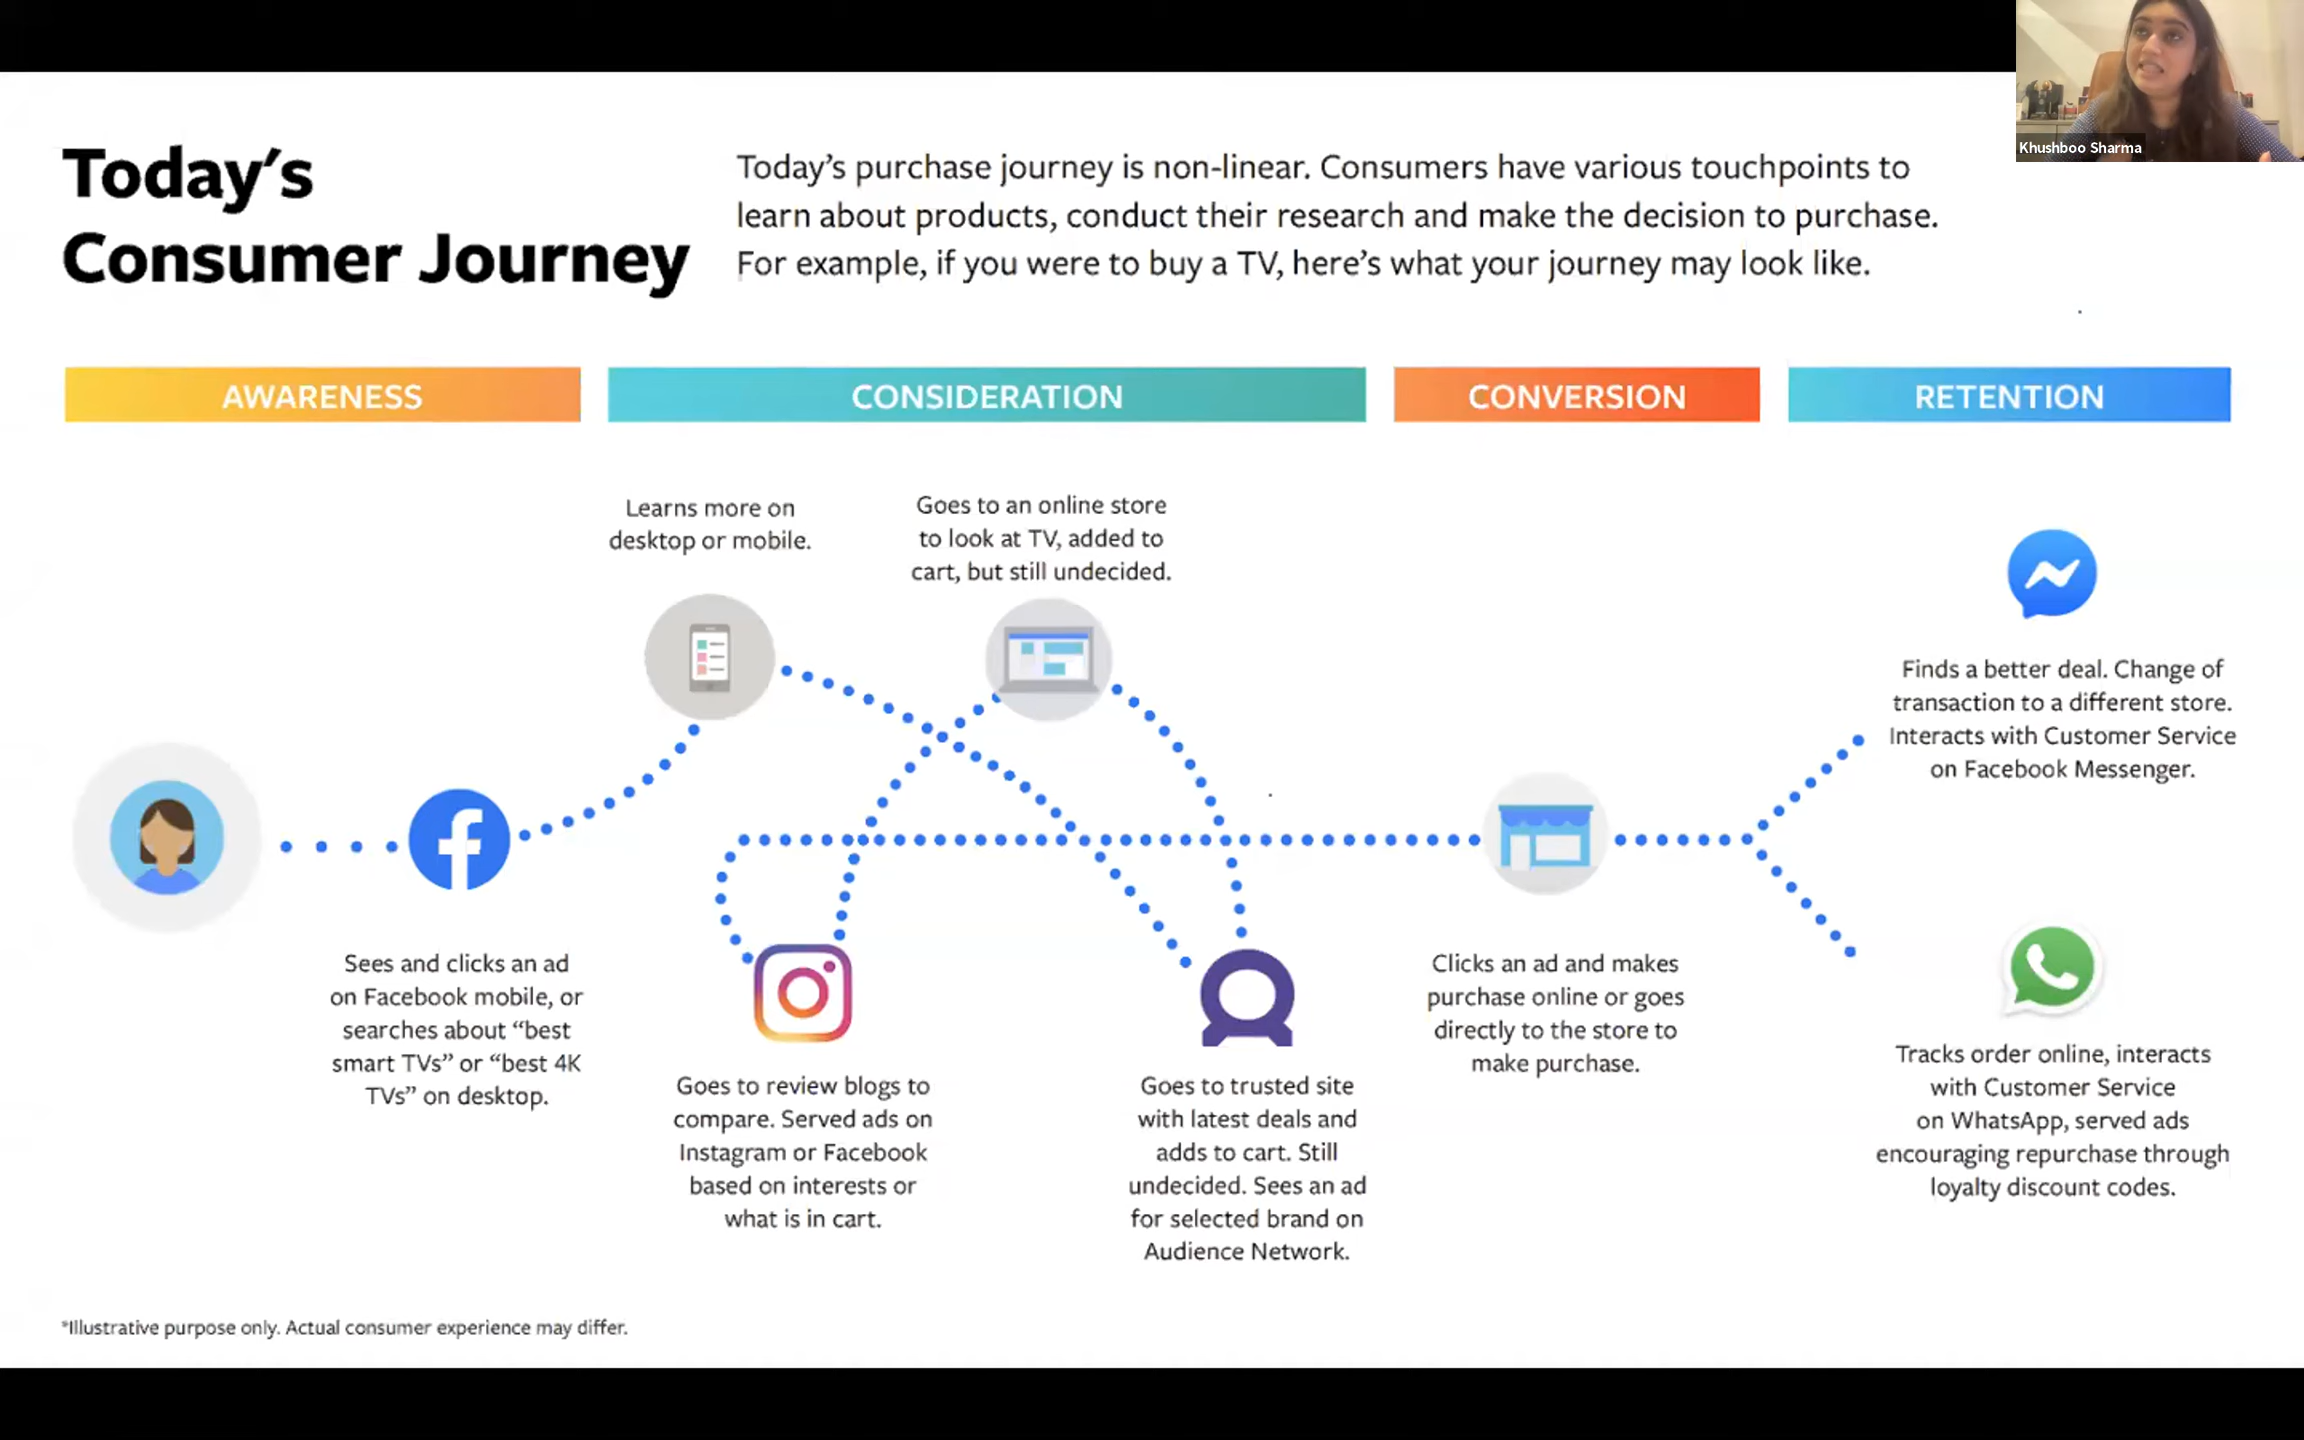 Khushboo Sharma
Today's
Consumer Journey
Today's purchase journey is non-linear. Consumers have various touchpoints to
learn about products, conduct their research and make the decision to purchase.
For example, if you were to buy a TV, here's what your journey may look like.
AWARENESS
CONSIDERATION
CONVERSION
RETENTION
Learns more on
desktop or mobile.
Goes to an online store
to look at TV, added to
cart, but still undecided.
Finds a better deal. Change of
transaction to a different store.
Interacts with Customer Service
on Facebook Messenger.
Sees and clicks an ad
on Facebook mobile, or
searches about “best
smart TVs” or “best 4K
TVs” on desktop.
Goes to review blogs to
compare. Served ads on
Instagram or Facebook
based on interests or
what is in cart.
Goes to trusted site
with latest deals and
adds to cart. Still
undecided. Sees an ad
for selected brand on
Audience Network.
Clicks an ad and makes
purchase online or goes
directly to the store to
make purchase.
Tracks order online, interacts
with Customer Service
on WhatsApp, served ads
encouraging repurchase through
loyalty discount codes.
*Illustrative purpose only. Actual consumer experience may differ.